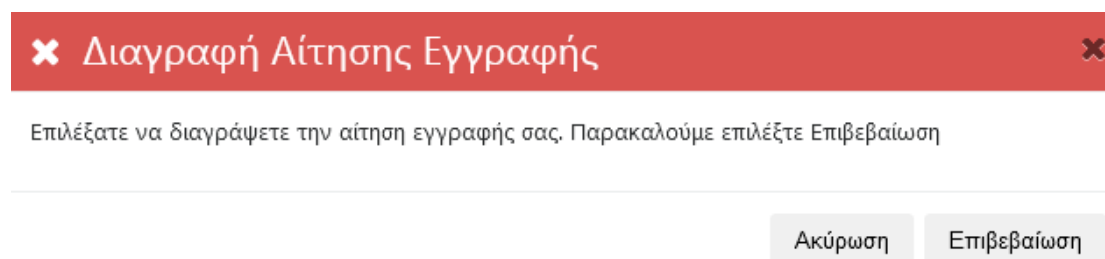 Διαγραφή Αίτησης Εγγραφής
Επιλέξατε να διαγράψετε την αίτηση εγγραφής σας. Παρακαλούμε επιλέξτε Επιβεβαίωση
Ακύρωση Επιβεβαίωση